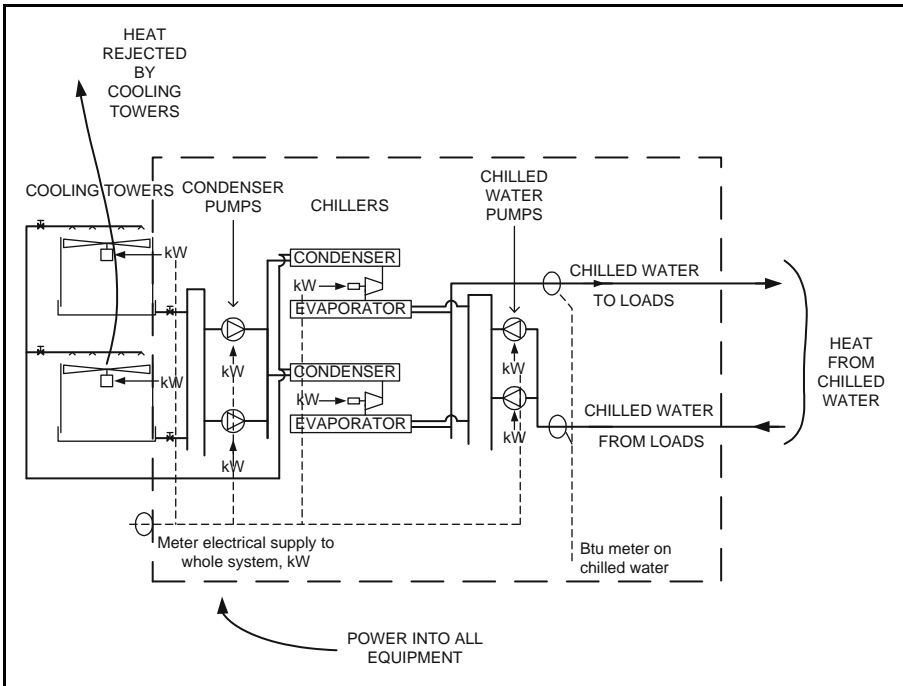 HEAT
REJECTED
BY
COOLING
TOWERS
COOLING TOWERS
CONDENSER
PUMPS
CHILLERS
CHILLED
WATER
PUMPS
kW
CONDENSER
kW
EVAPORATOR
CHILLED WATER
TO LOADS
kW
kW
kW
CONDENSER
kW
EVAPORATOR
kW
kW
CHILLED WATER
FROM LOADS
HEAT
FROM
CHILLED
WATER
Meter electrical supply to
whole system, kW
Btu meter on
chilled water
POWER INTO ALL
EQUIPMENT